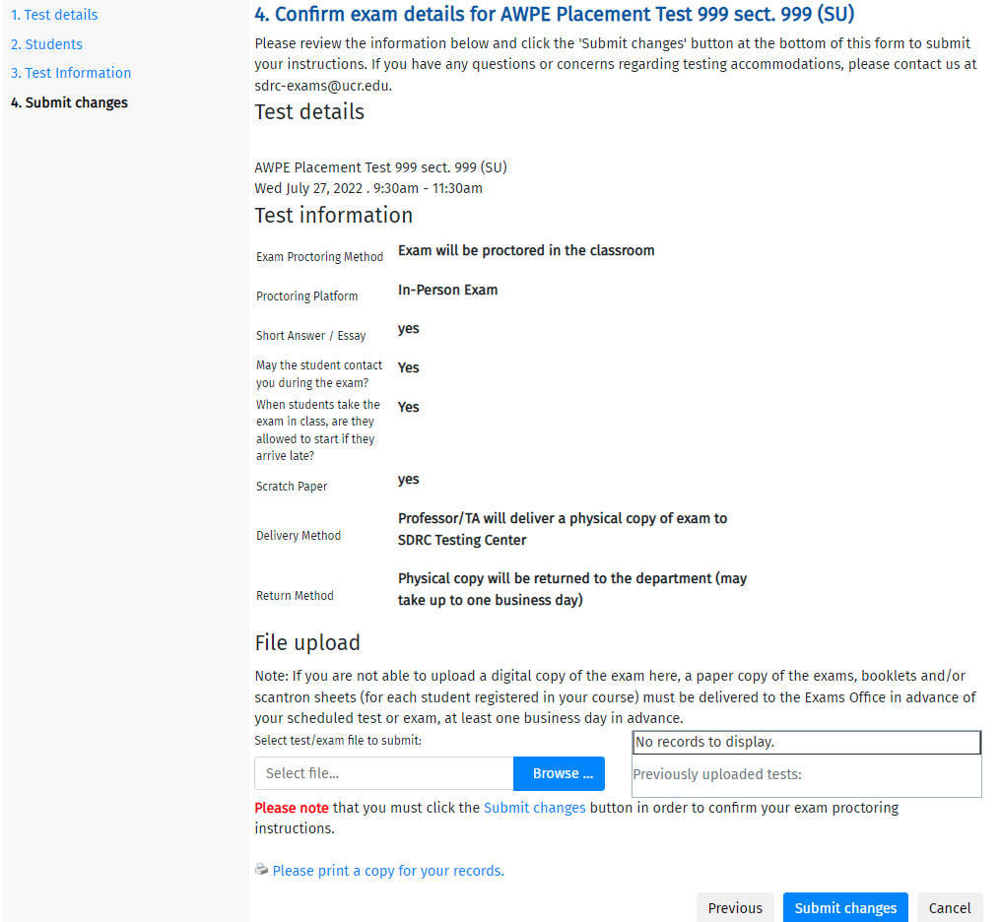 1. Test details
2. Students
3. Test Information
4. Submit changes
4. Confirm exam details for AWPE Placement Test 999 sect. 999 (SU)
Please review the information below and click the 'Submit changes' button at the bottom of this form to submit
your instructions. If you have any questions or concerns regarding testing accommodations, please contact us at
sdrc-exams@ucr.edu.
Test details
AWPE Placement Test 999 sect. 999 (SU)
Wed July 27, 2022 . 9:30am - 11:30am
Test information
Exam Proctoring Method Exam will be proctored in the classroom
Proctoring Platform In-Person Exam
Short Answer / Essay yes
May the student contact Yes
you during the exam?
When students take the Yes
exam in class, are they
allowed to start if they
arrive late?
Scratch Paper yes
Delivery Method Professor/TA will deliver a physical copy of exam to
SDRC Testing Center
Return Method Physical copy will be returned to the department (may
take up to one business day)
File upload
Note: If you are not able to upload a digital copy of the exam here, a paper copy of the exams, booklets and/or
scantron sheets (for each student registered in your course) must be delivered to the Exams Office in advance of
your scheduled test or exam, at least one business day in advance.
Select test/exam file to submit:
Select file... Browse ...
No records to display.
Previously uploaded tests:
Please note that you must click the Submit changes button in order to confirm your exam proctoring
instructions.
Please print a copy for your records.
Previous Submit changes Cancel